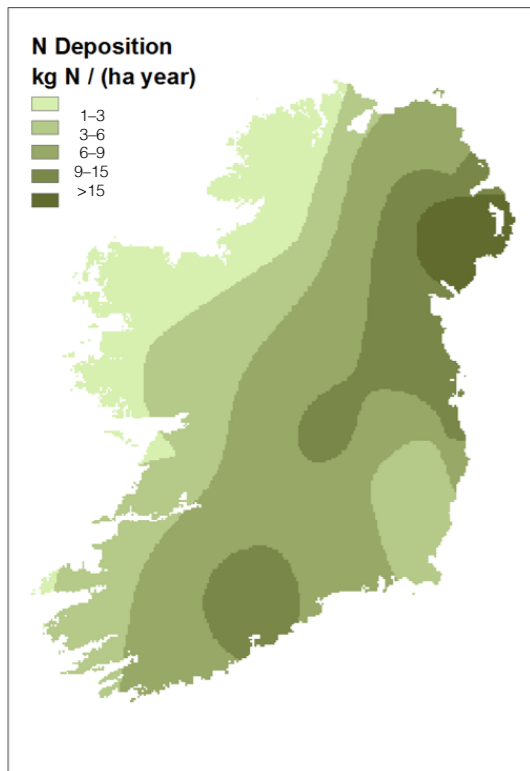 N Deposition
kg N / (ha year)
1–3
3–6
6–9
9–15
>15